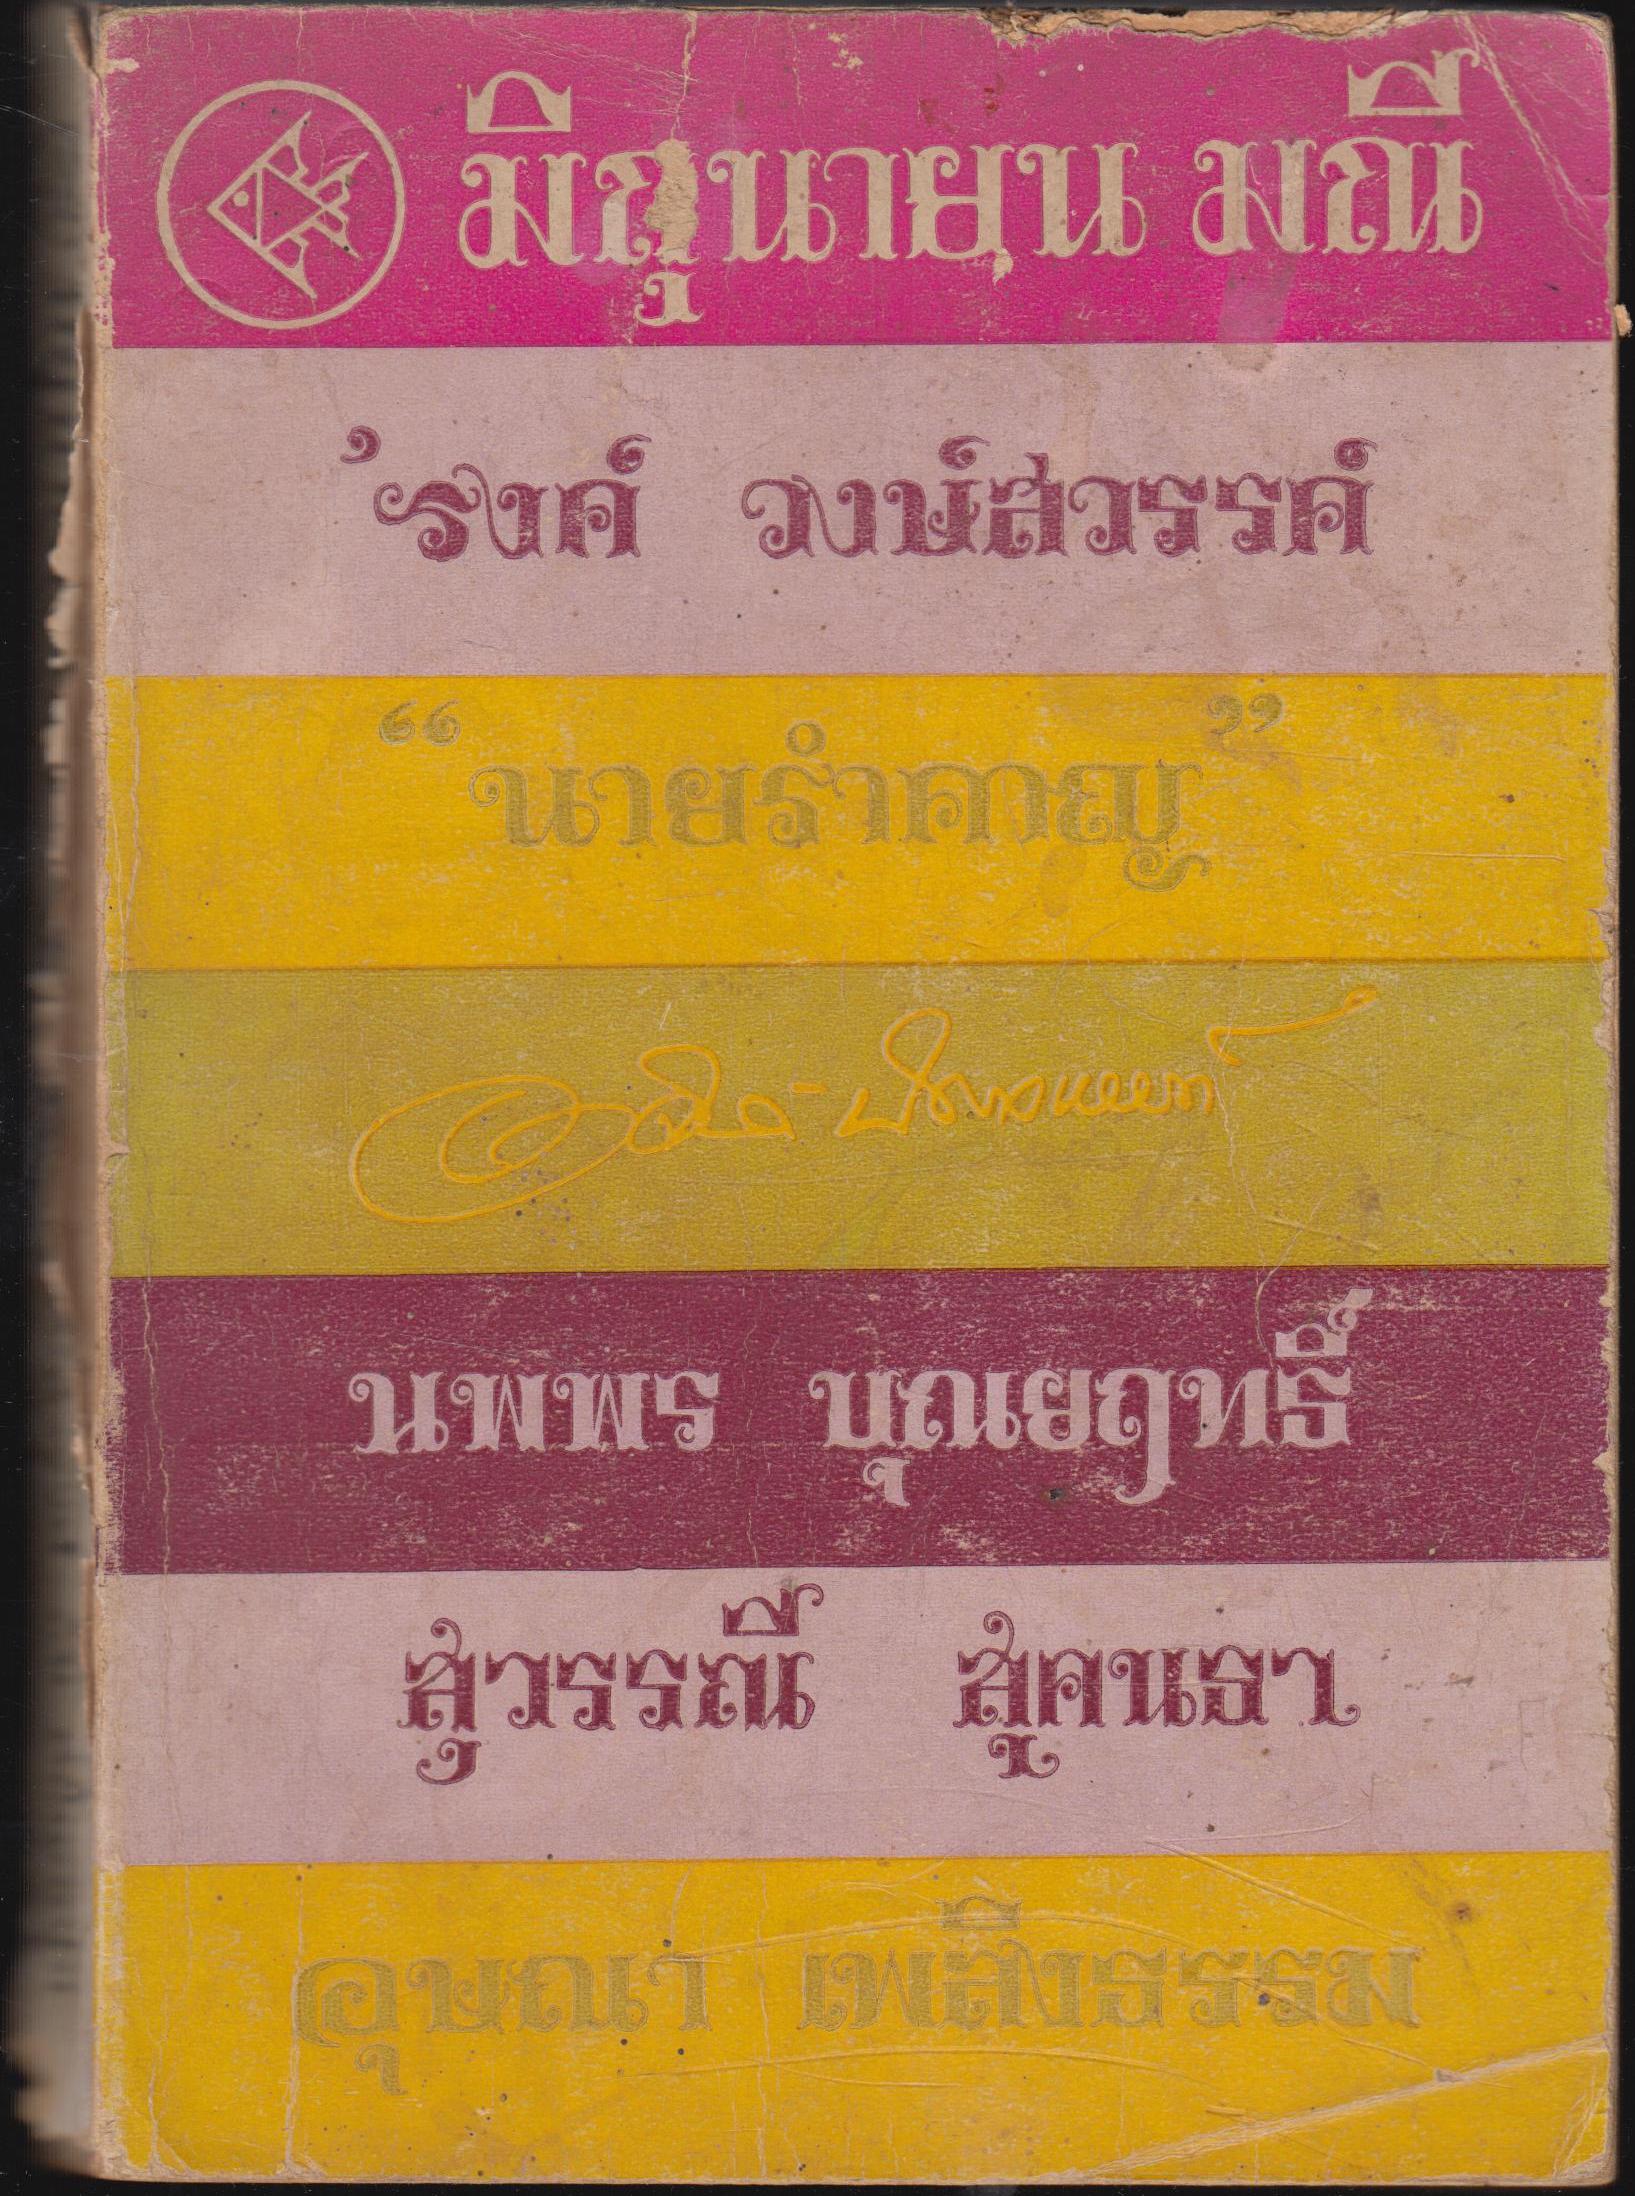 มิถุนายน มณี
'รงค์ วงษ์สวรรค์
“นายรำคาญ”
นพพร บุณยฤทธิ์
สุวรรณี สุคนธา
อุษณา เพลิงธรรม